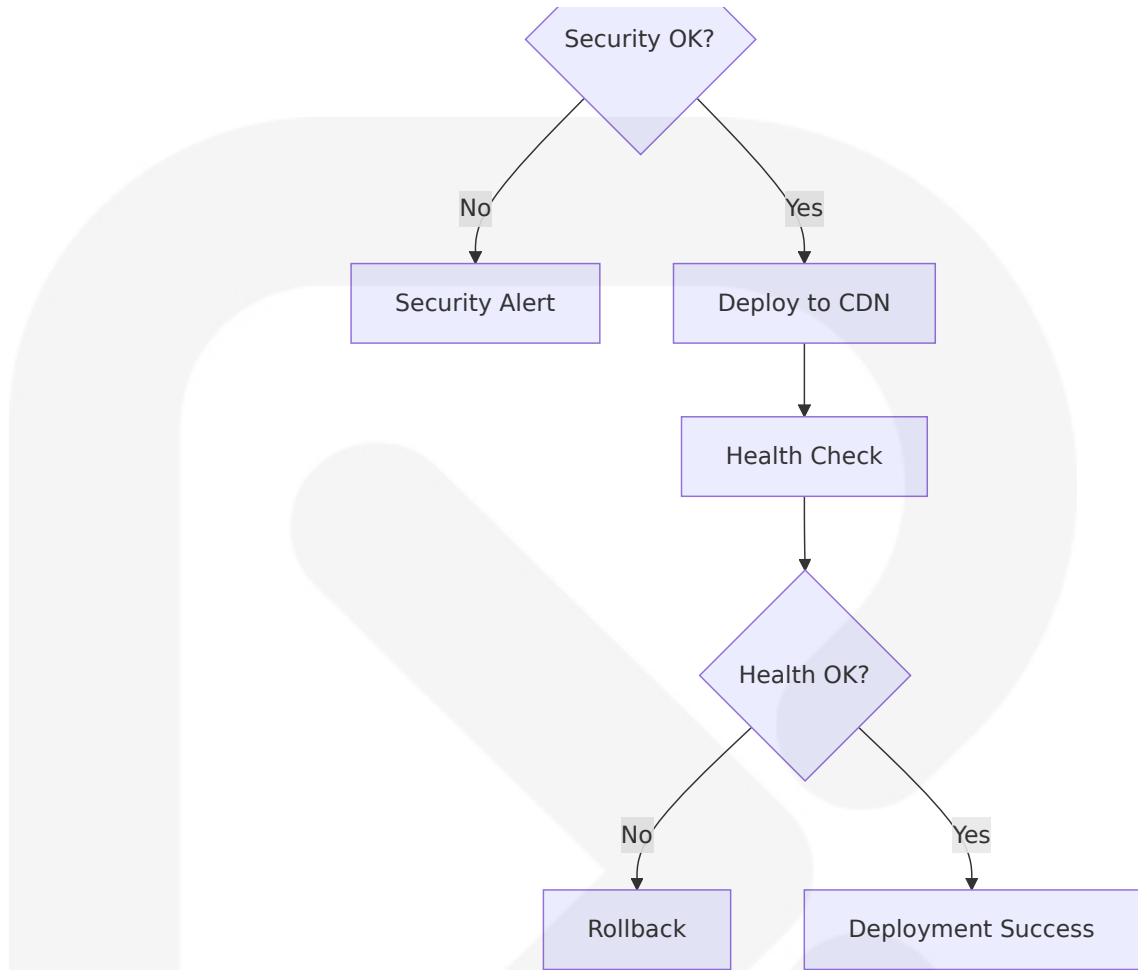 Security OK?
No
Yes
Security Alert
Deploy to CDN
Health Check
Health OK?
No
Yes
Rollback
Deployment Success